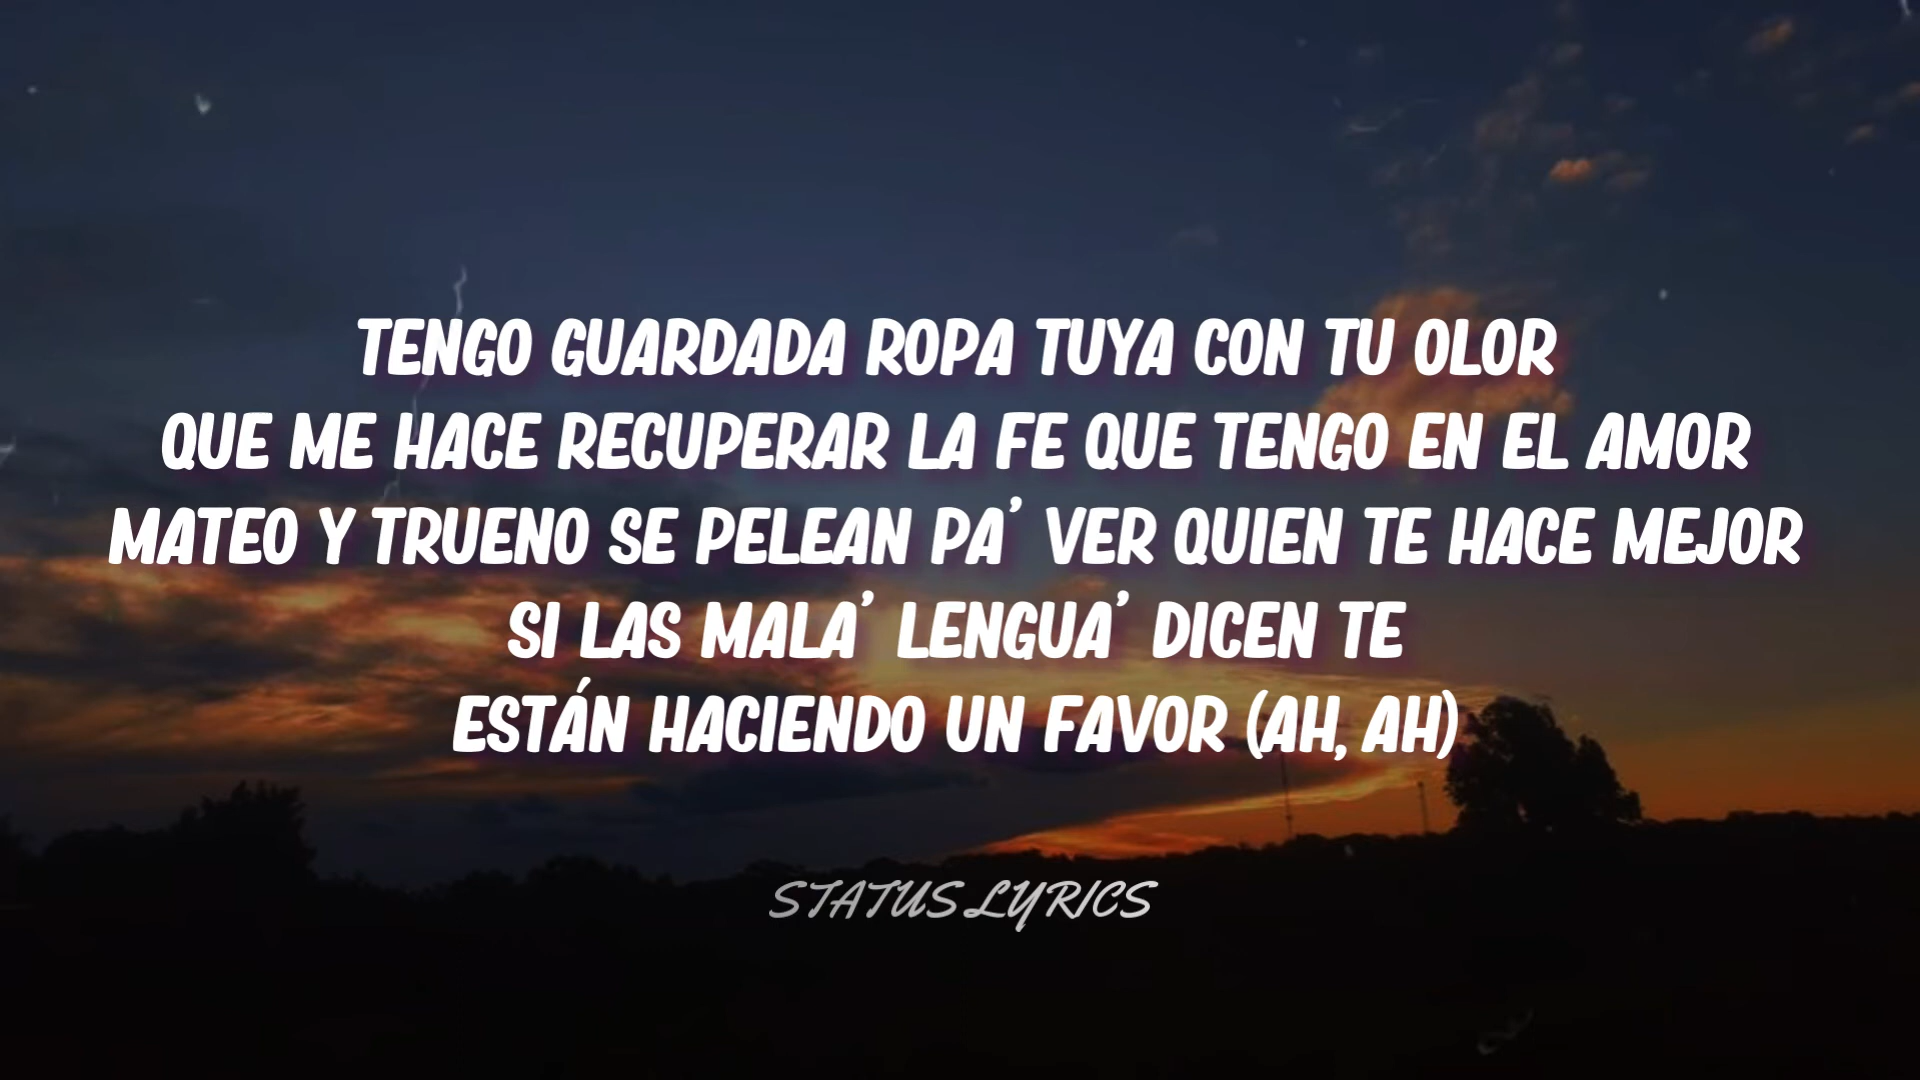 TENGO GUARDADA ROPA TUYA CON TU OLOR
QUE ME HACE RECUPERAR LA FE QUE TENGO EN EL AMOR
MATEO Y TRUENO SE PELEAN PA' VER QUIEN TE HACE MEJOR
SI LAS MALA' LENGUA' DICEN TE
ESTÁN HACIENDO UN FAVOR (AH, AH)
STATUS LYRICS